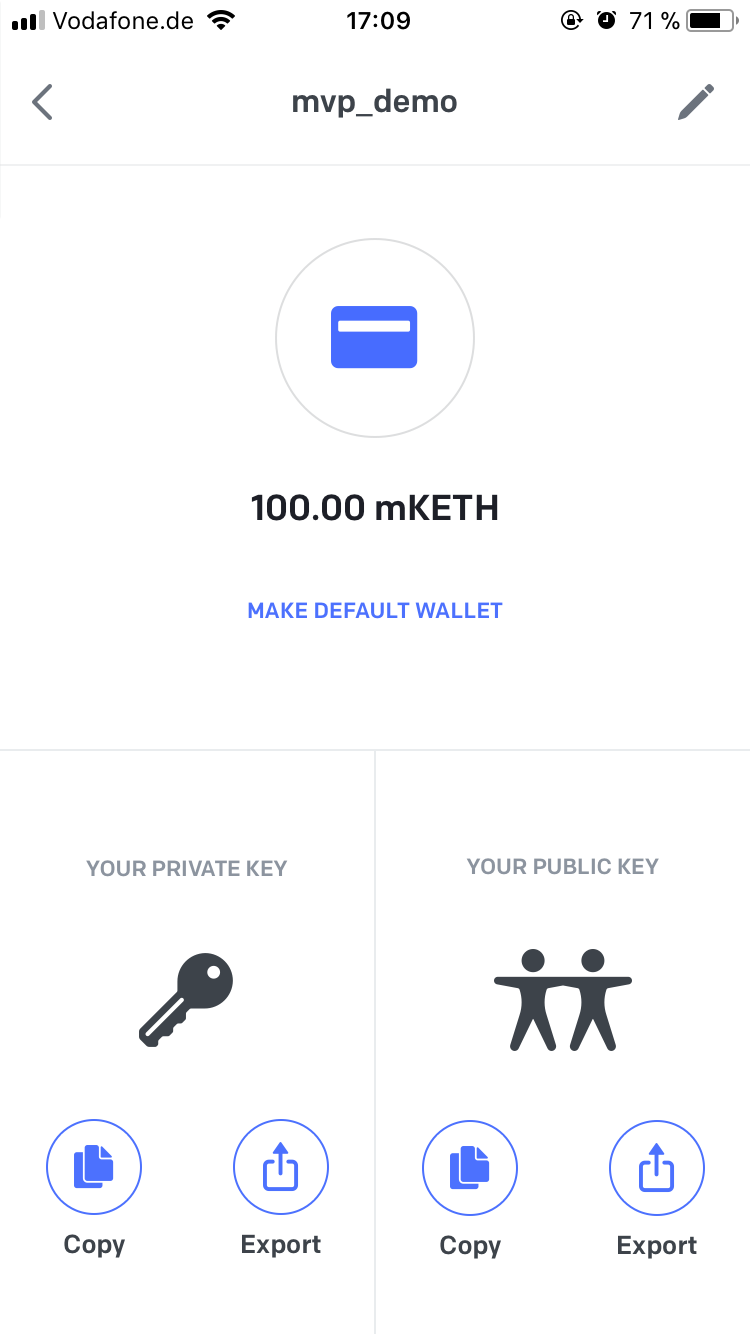 Vodafone.de 17:09 71 %
mvp_demo
100.00 mKETH
MAKE DEFAULT WALLET
YOUR PRIVATE KEY
YOUR PUBLIC KEY
Copy
Export
Copy
Export